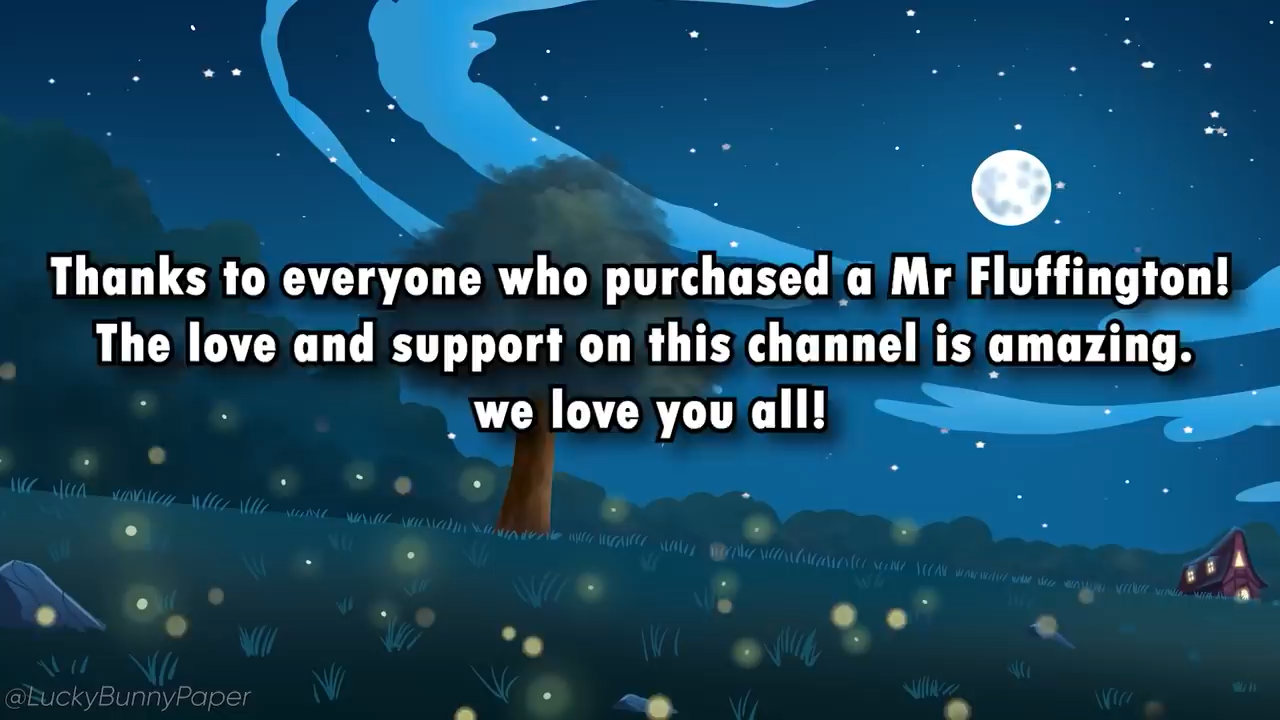 Thanks to everyone who purchased a Mr Fluffington!
The love and support on this channel is amazing.
we love you all!
@LuckyBunnyPaper